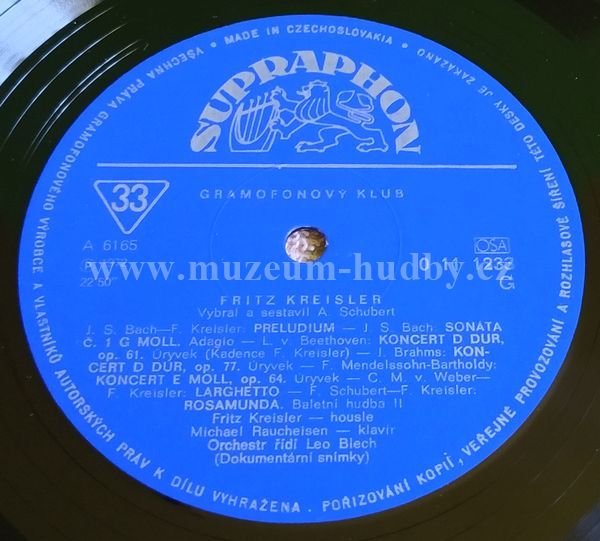 MADE IN CZECHOSLOVAKIA •
SUPRAPHON
33
GRAMOFONOVÝ KLUB
A 6165
OSA
0 11 1233
G
22·50"
www.muzeum-hudby.cz
FRITZ KREISLER
Vybral a sestavil A. Schubert
J. S. Bach—F. Kreisler: PRELUDIUM — J. S. Bach: SONÁTA
Č. 1 G MOLL. Adagio — L. v. Beethoven: KONCERT D DUR,
op. 61. Úryvek (Kadence F. Kreisler) — J. Brahms: KON-
CERT D DUR, op. 77. Úryvek — F. Mendelssohn-Bartholdy:
KONCERT E MOLL, op. 64. Úryvek — C. M. v. Weber—
F. Kreisler: LARGHETTO — F. Schubert—F. Kreisler:
ROSAMUNDA. Baletní hudba II
Fritz Kreisler — housle
Michael Raucheisen — klavír
Orchestr řídí Leo Blech
(Dokumentární snímky)
VŠECHNA PRÁVA GRAMOFONOVÉHO VÝROBCE A VLASTNÍKŮ AUTORSKÝCH PRÁV K DÍLU VYHRAŽENA. POŘIZOVÁNÍ KOPIÍ, VEŘEJNÉ PROVOZOVÁNÍ A ROZHLASOVÉ ŠÍŘENÍ TÉTO DESKY JE ZAKÁZÁNO